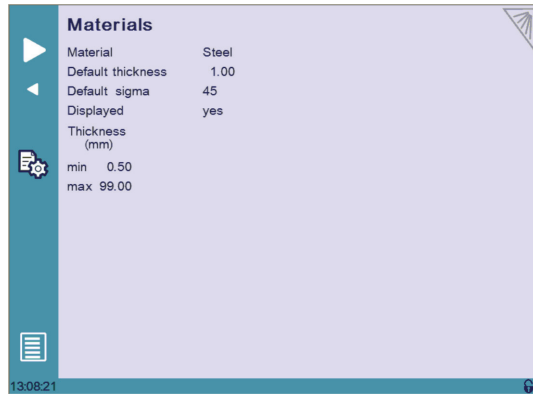 Materials
Material Steel
Default thickness 1.00
Default sigma 45
Displayed yes
Thickness
(mm)
min 0.50
max 99.00
13:08:21